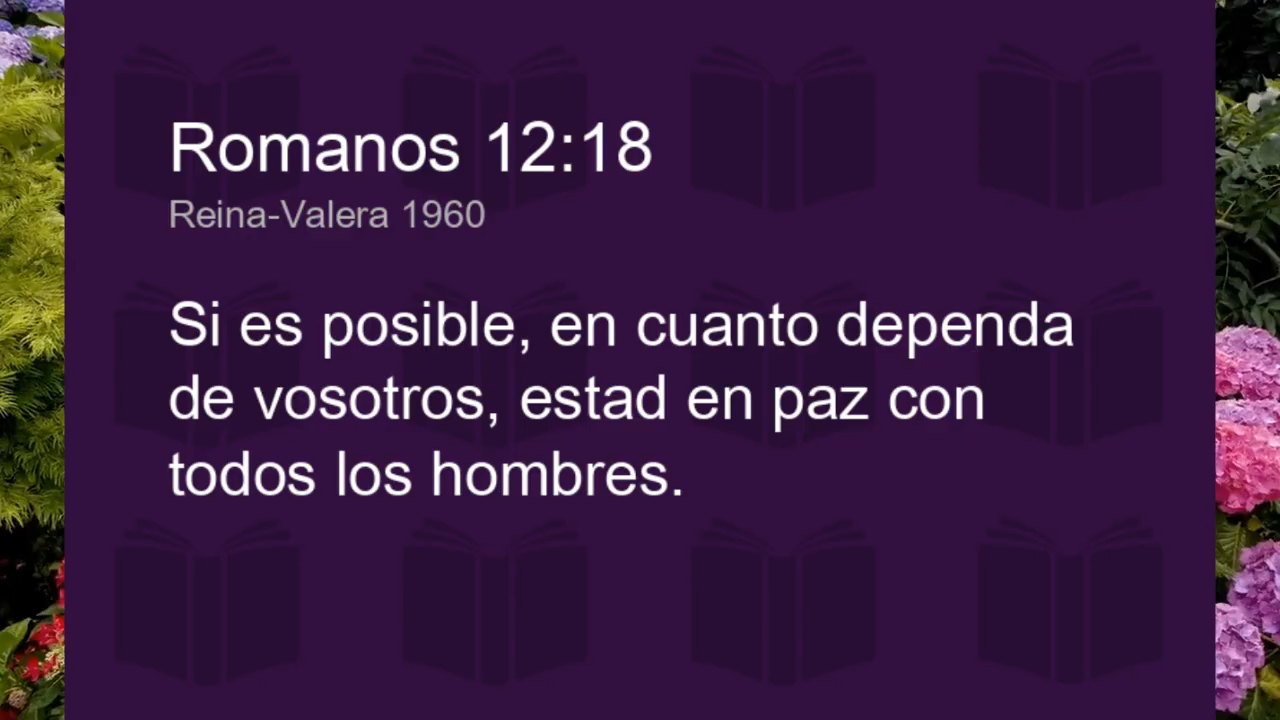 Romanos 12:18
Reina-Valera 1960
Si es posible, en cuanto dependa
de vosotros, estad en paz con
todos los hombres.